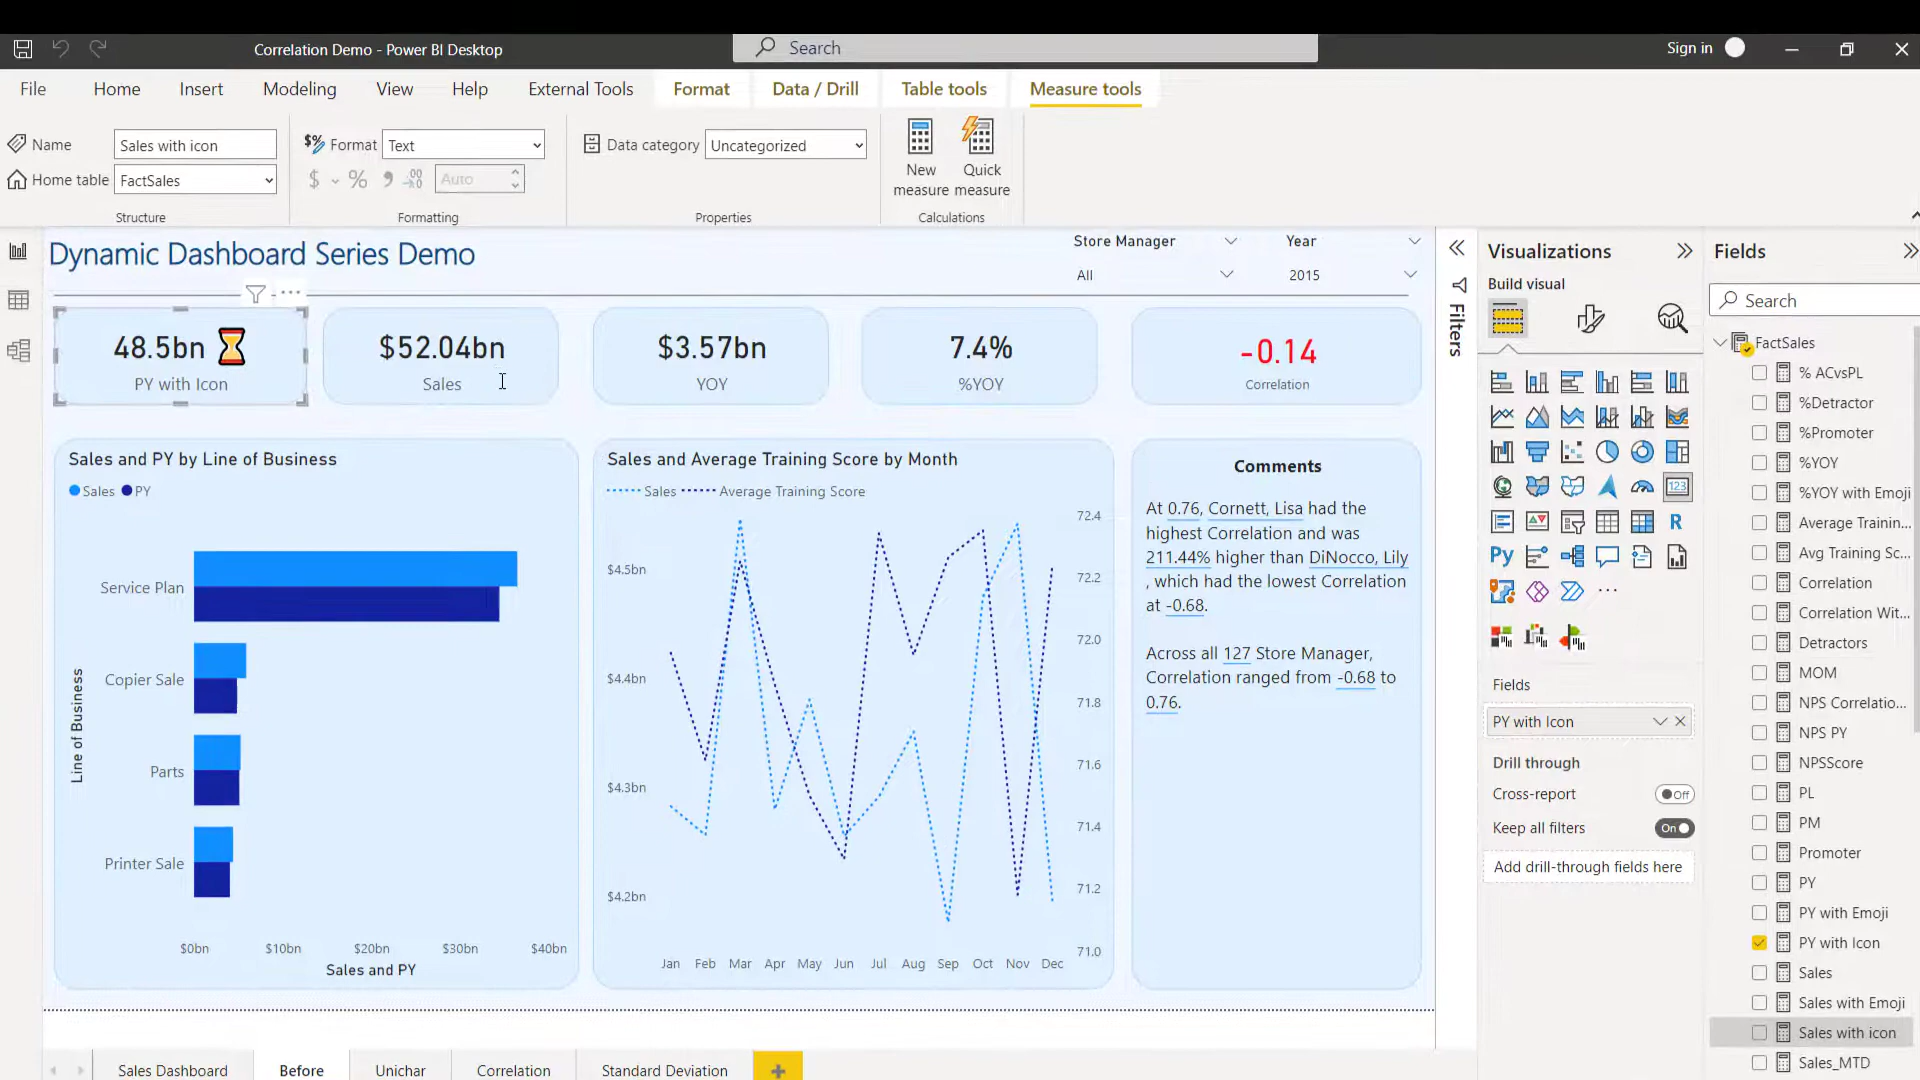 Correlation Demo - Power BI Desktop
Search
Sign in
File
Home
Insert
Modeling
View
Help
External Tools
Format
Data / Drill
Table tools
Measure tools
Name
Sales with icon
Home table
FactSales
Structure
$% Format
Text
$ % 9 .00
Auto
Formatting
Data category
Uncategorized
Properties
New measure
Quick measure
Calculations
Dynamic Dashboard Series Demo
Store Manager
All
Year
2015
48.5bn ⏳
PY with Icon
$52.04bn
Sales
$3.57bn
YOY
7.4%
%YOY
-0.14
Correlation
Sales and PY by Line of Business
Sales
PY
Line of Business
Service Plan
Copier Sale
Parts
Printer Sale
$0bn
$10bn
$20bn
$30bn
$40bn
Sales and PY
Sales and Average Training Score by Month
Sales
Average Training Score
$4.5bn
$4.4bn
$4.3bn
$4.2bn
72.4
72.2
72.0
71.8
71.6
71.4
71.2
71.0
Jan Feb Mar Apr May Jun Jul Aug Sep Oct Nov Dec
Comments
At 0.76, Cornett, Lisa had the
highest Correlation and was
211.44% higher than DiNocco, Lily
, which had the lowest Correlation
at -0.68.
Across all 127 Store Manager,
Correlation ranged from -0.68 to
0.76.
Filters
Visualizations
Build visual
123
R
Py
Fields
PY with Icon
Drill through
Cross-report
Off
Keep all filters
On
Add drill-through fields here
Fields
Search
FactSales
% ACvsPL
%Detractor
%Promoter
%YOY
%YOY with Emoji
Average Trainin...
Avg Training Sc...
Correlation
Correlation Wit...
Detractors
MOM
NPS Correlatio...
NPS PY
NPSScore
PL
PM
Promoter
PY
PY with Emoji
PY with Icon
Sales
Sales with Emoji
Sales with icon
Sales_MTD
Sales Dashboard
Before
Unichar
Correlation
Standard Deviation
+